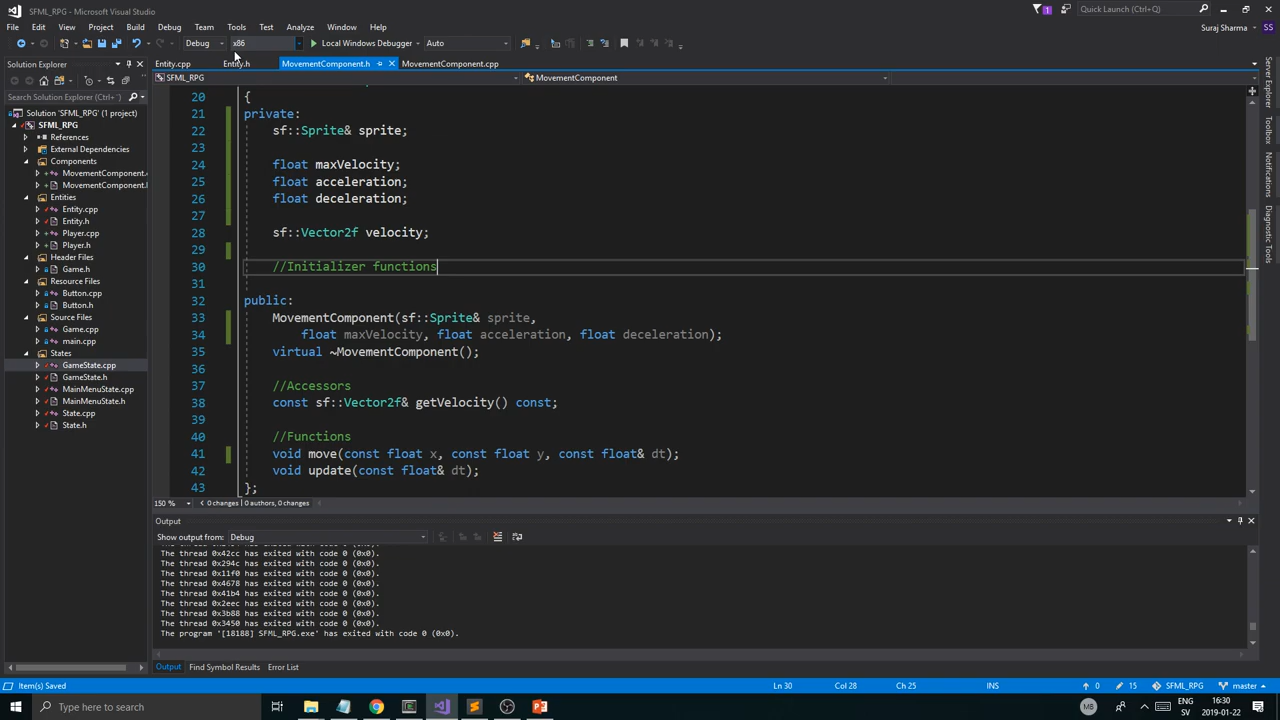 SFML_RPG - Microsoft Visual Studio
1
Quick Launch (Ctrl+Q)
File Edit View Project Build Debug Team Tools Test Analyze Window Help
Suraj Sharma SS
Debug x86 Local Windows Debugger Auto
Solution Explorer
Entity.cpp Entity.h MovementComponent.h MovementComponent.cpp
SFML_RPG MovementComponent
Search Solution Explorer (Ctrl+
Solution 'SFML_RPG' (1 project)
SFML_RPG
References
External Dependencies
Components
MovementComponent.c
MovementComponent.h
Entities
Entity.cpp
Entity.h
Player.cpp
Player.h
Header Files
Game.h
Resource Files
Button.cpp
Button.h
Source Files
Game.cpp
main.cpp
States
GameState.cpp
GameState.h
MainMenuState.cpp
MainMenuState.h
State.cpp
State.h
20 {
21 private:
22 sf::Sprite& sprite;
23
24 float maxVelocity;
25 float acceleration;
26 float deceleration;
27
28 sf::Vector2f velocity;
29
30 //Initializer functions
31
32 public:
33 MovementComponent(sf::Sprite& sprite,
34 float maxVelocity, float acceleration, float deceleration);
35 virtual ~MovementComponent();
36
37 //Accessors
38 const sf::Vector2f& getVelocity() const;
39
40 //Functions
41 void move(const float x, const float y, const float& dt);
42 void update(const float& dt);
43 };
150 % 0 changes | 0 authors, 0 changes
Server Explorer
Toolbox
Notifications
Diagnostic Tools
Output
Show output from: Debug
The thread 0x42cc has exited with code 0 (0x0).
The thread 0x294c has exited with code 0 (0x0).
The thread 0x11f0 has exited with code 0 (0x0).
The thread 0x4678 has exited with code 0 (0x0).
The thread 0x41b4 has exited with code 0 (0x0).
The thread 0x2eec has exited with code 0 (0x0).
The thread 0x3b88 has exited with code 0 (0x0).
The thread 0x3450 has exited with code 0 (0x0).
The program '[18188] SFML_RPG.exe' has exited with code 0 (0x0).
Output Find Symbol Results Error List
Item(s) Saved Ln 30 Col 28 Ch 25 INS 0 15 SFML_RPG master
Type here to search
MB
ENG
SV
16:30
2019-01-22